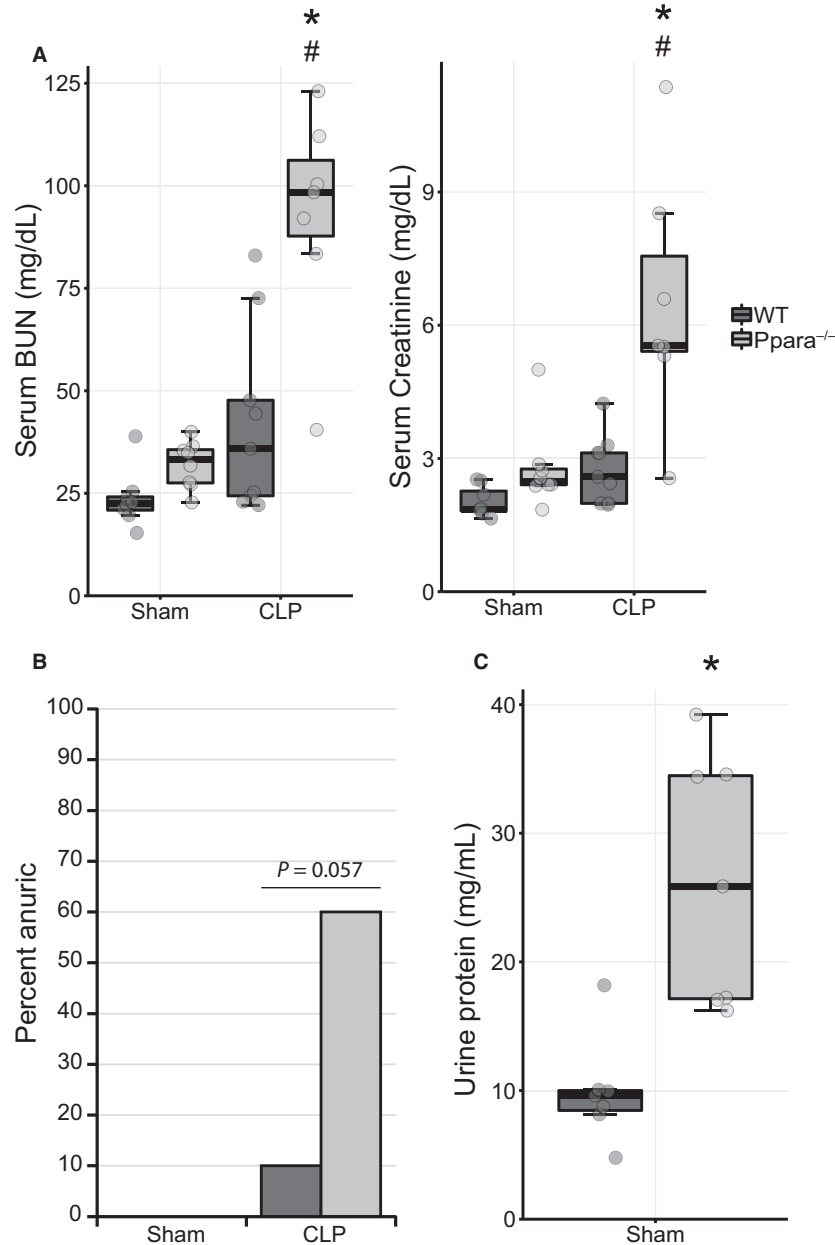 A
*
#
Serum BUN (mg/dL)
125
100
75
50
25
0
Sham
CLP
*
#
Serum Creatinine (mg/dL)
9
6
3
0
Sham
CLP
WT
Ppara⁻/⁻
B
Percent anuric
100
90
80
70
60
50
40
30
20
10
0
P = 0.057
Sham
CLP
C
*
Urine protein (mg/mL)
40
30
20
10
0
Sham